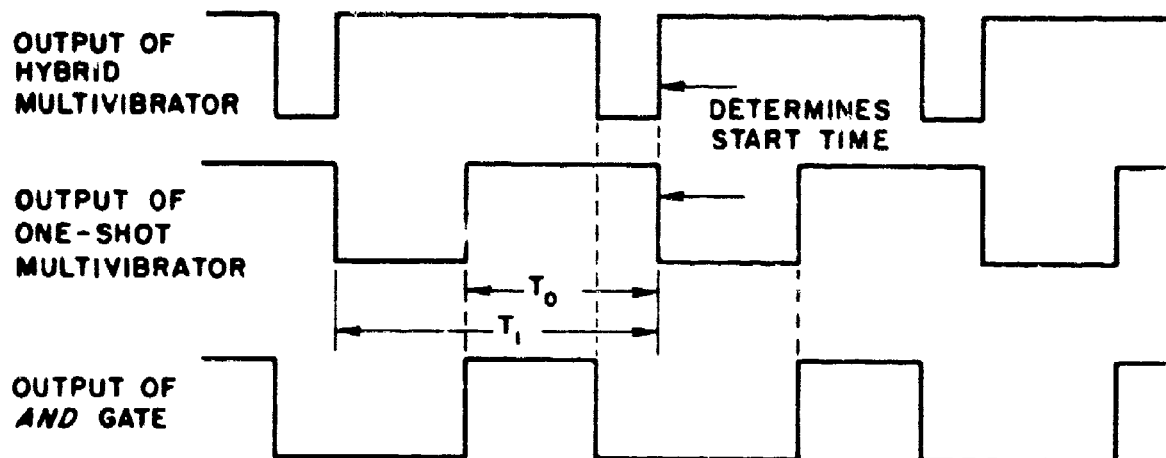 OUTPUT OF
HYBRID
MULTIVIBRATOR
DETERMINES
START TIME
OUTPUT OF
ONE-SHOT
MULTIVIBRATOR
T₀
T₁
OUTPUT OF
AND GATE